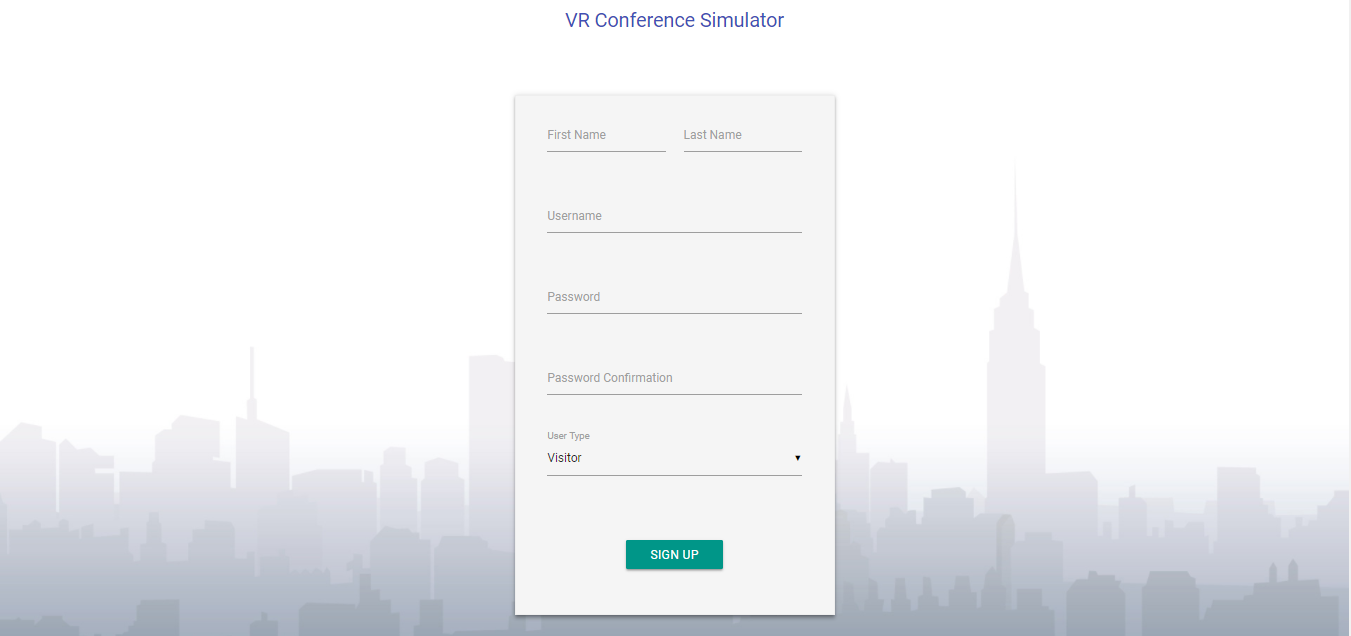 VR Conference Simulator
First Name Last Name
Username
Password
Password Confirmation
User Type
Visitor
SIGN UP